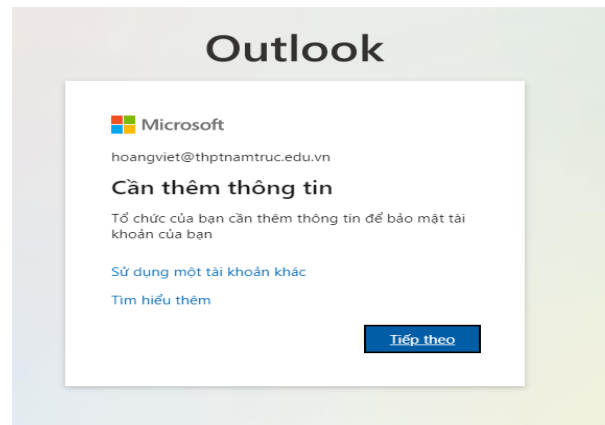 Outlook
Microsoft
hoangviet@thptnamtruc.edu.vn
Cần thêm thông tin
Tổ chức của bạn cần thêm thông tin để bảo mật tài
khoản của bạn
Sử dụng một tài khoản khác
Tìm hiểu thêm
Tiếp theo